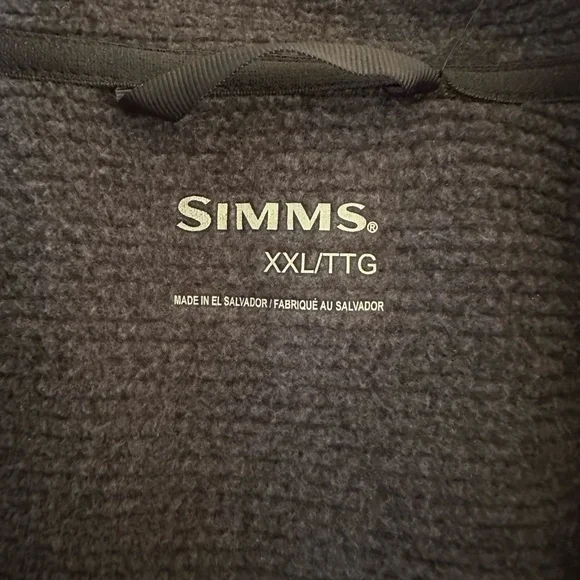 SIMMS®
XXL/TTG
MADE IN EL SALVADOR / FABRIQUÉ AU SALVADOR